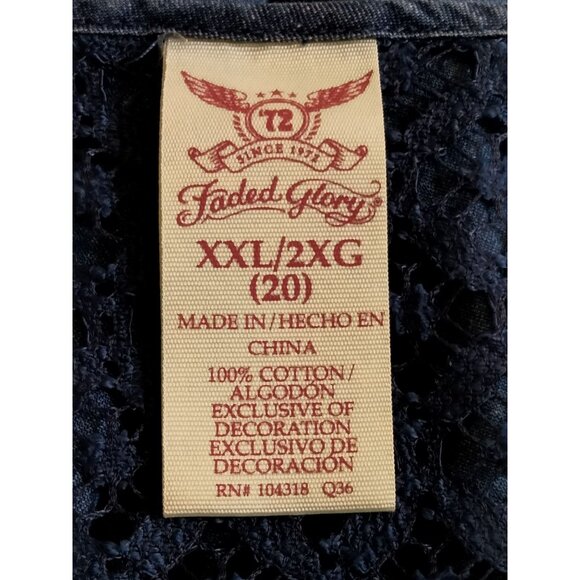 '72
SINCE 1972
Faded Glory®
XXL/2XG
(20)
MADE IN/HECHO EN
CHINA
100% COTTON/
ALGODÓN
EXCLUSIVE OF
DECORATION
EXCLUSIVO DE
DECORACIÓN
RN# 104318 Q36